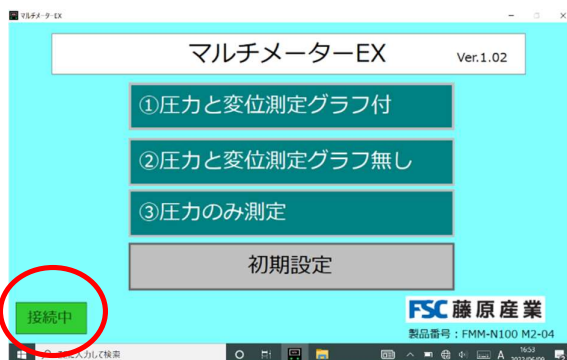 マルチメーターEX
マルチメーターEX
Ver.1.02
①圧力と変位測定グラフ付
②圧力と変位測定グラフ無し
③圧力のみ測定
初期設定
接続中
FSC 藤原産業
製品番号：FMM-N100 M2-04
入力して検索
A
16:53
2022/06/09